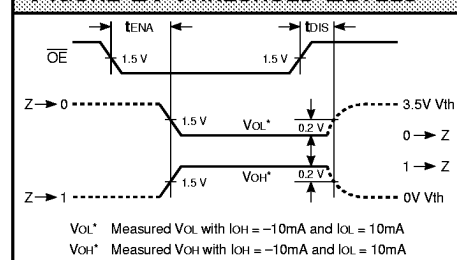 tENA
tDIS
OE
1.5 V
1.5 V
Z → 0
3.5V Vth
1.5 V
VOL*
0.2 V
0 → Z
1 → Z
1.5 V
VOH*
0.2 V
Z → 1
0V Vth
VOL* Measured VOL with IOH = –10mA and IOL = 10mA
VOH* Measured VOH with IOH = –10mA and IOL = 10mA